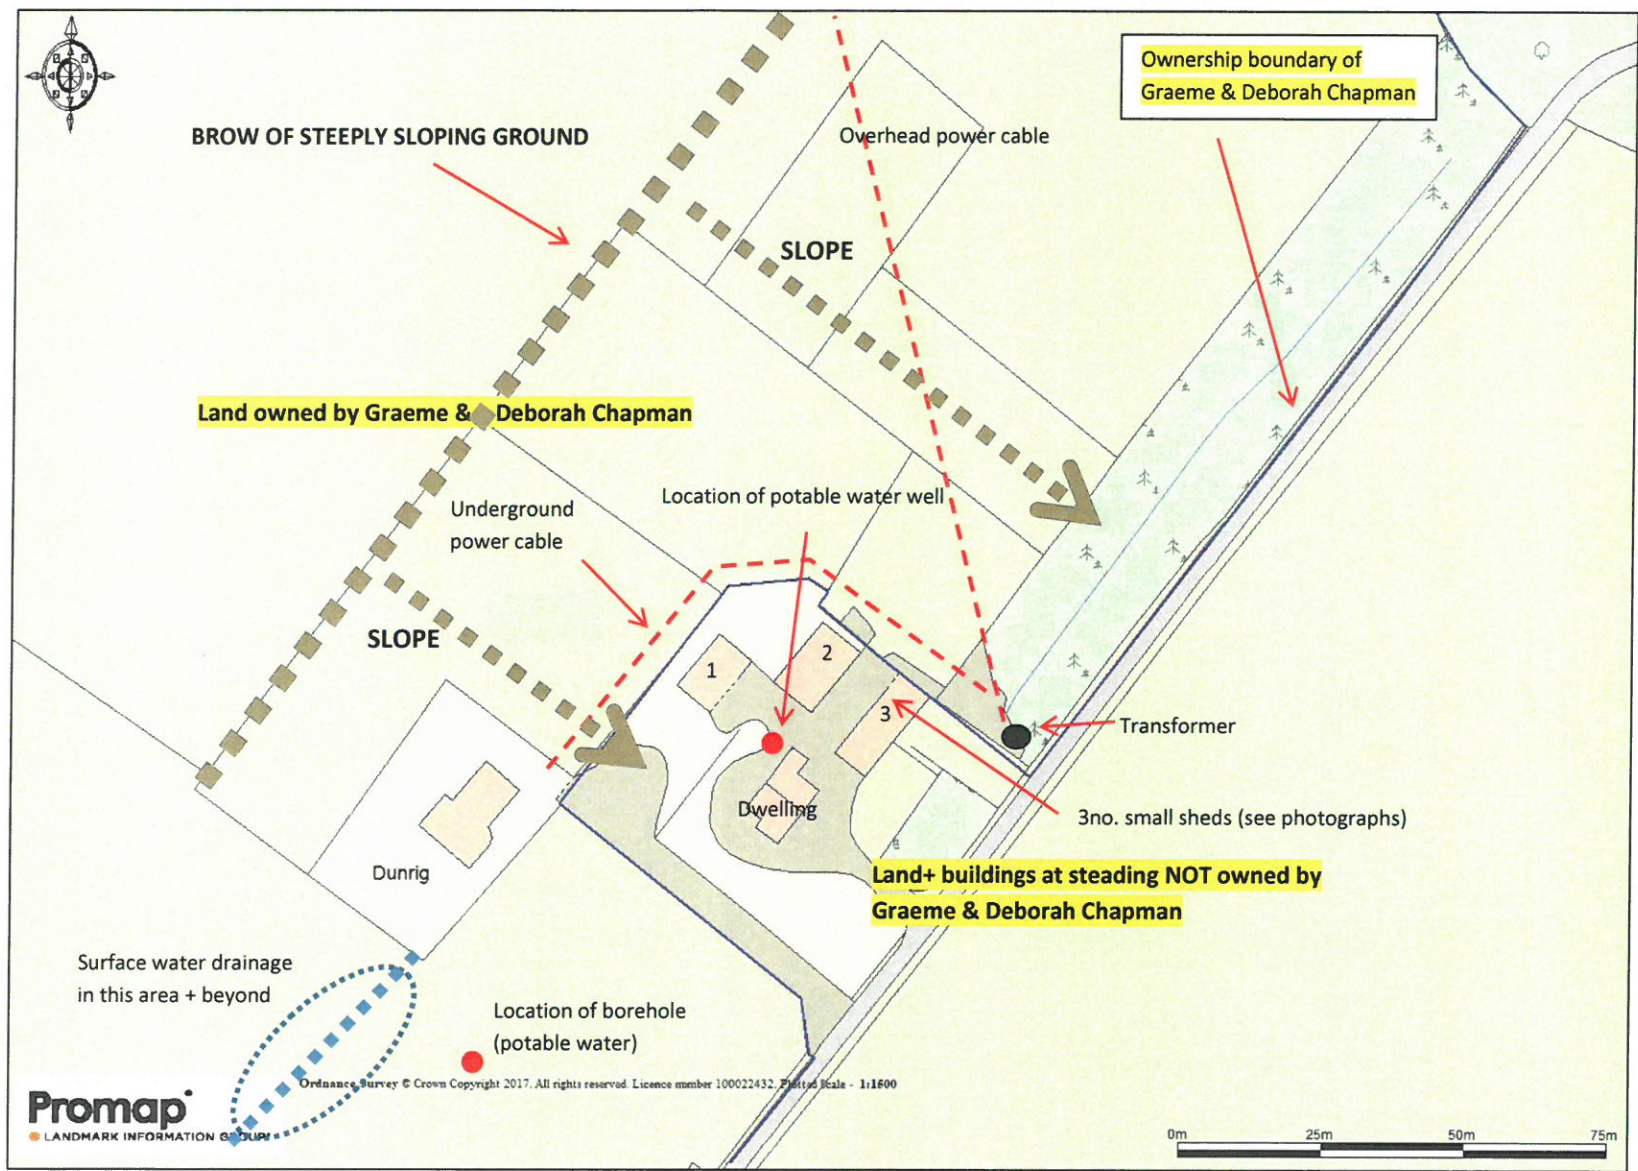 Ownership boundary of
Graeme & Deborah Chapman
BROW OF STEEPLY SLOPING GROUND
Overhead power cable
SLOPE
Land owned by Graeme & Deborah Chapman
Underground
power cable
Location of potable water well
SLOPE
1
2
3
Transformer
Dwelling
3no. small sheds (see photographs)
Dunrig
Land+ buildings at steading NOT owned by
Graeme & Deborah Chapman
Surface water drainage
in this area + beyond
Location of borehole
(potable water)
Ordnance Survey © Crown Copyright 2017. All rights reserved. Licence number 100022432. Plotted Scale - 1:1600
Promap
LANDMARK INFORMATION GROUP
0m 25m 50m 75m